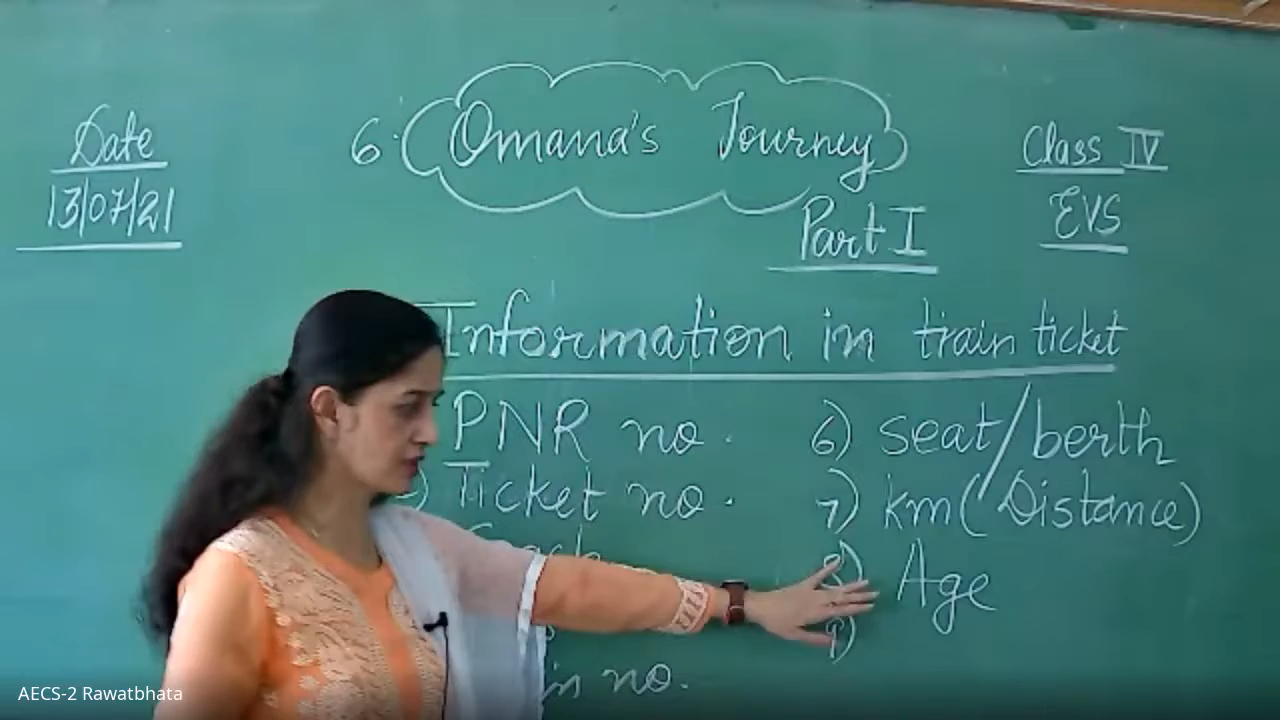 Date
13/07/21
6. Omana's Journey
Part I
Class IV
EVS
Information in train ticket
PNR no.
) Ticket no.
no.
6) seat/berth
7) km (Distance)
8) Age
9)
AECS-2 Rawatbhata